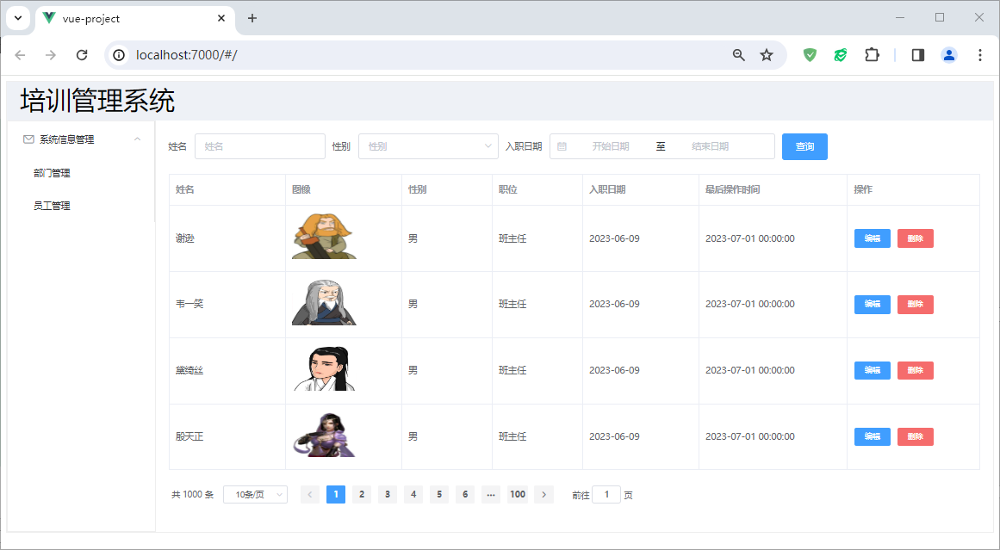 vue-project
localhost:7000/#/
培训管理系统
系统信息管理
部门管理
员工管理
姓名 姓名 性别 性别 入职日期 开始日期 至 结束日期 查询
姓名 图像 性别 职位 入职日期 最后操作时间 操作
谢逊 男 班主任 2023-06-09 2023-07-01 00:00:00 编辑 删除
韦一笑 男 班主任 2023-06-09 2023-07-01 00:00:00 编辑 删除
黛绮丝 男 班主任 2023-06-09 2023-07-01 00:00:00 编辑 删除
殷天正 男 班主任 2023-06-09 2023-07-01 00:00:00 编辑 删除
共 1000 条 10条/页 1 2 3 4 5 6 ... 100 前往 1 页